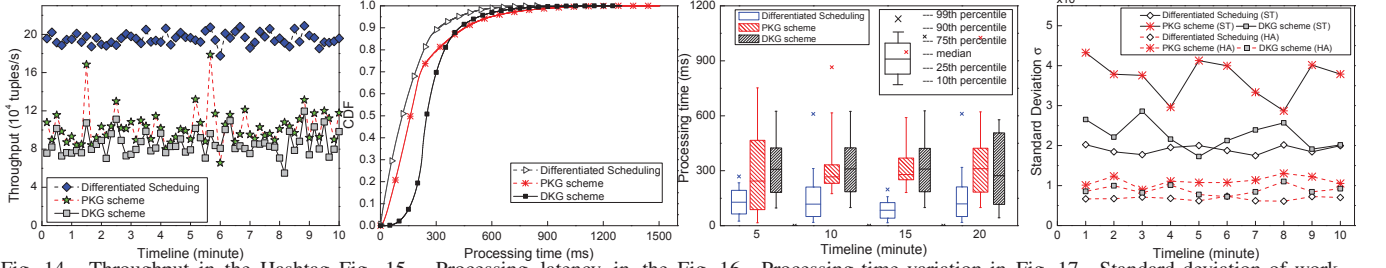 Throughput (10⁴ tuples/s)
20
16
12
8
4
0
Differentiated Scheduing
PKG scheme
DKG scheme
0 1 2 3 4 5 6 7 8 9 10
Timeline (minute)
CDF
1.0
0.9
0.8
0.7
0.6
0.5
0.4
0.3
0.2
0.1
0.0
Differentiated Scheduling
PKG scheme
DKG scheme
0 300 600 900 1200 1500
Processing time (ms)
Processing time (ms)
1200
900
600
300
0
Differentiated Scheduling
PKG scheme
DKG scheme
--- 99th percentile
--- 90th percentile
--- 75th percentile
--- median
--- 25th percentile
--- 10th percentile
5 10 15 20
Timeline (minute)
Standard Deviation σ
5
4
3
2
1
0
Differentiated Scheduing (ST)
PKG scheme (ST) DKG scheme (ST)
Differentiated Scheduing (HA)
PKG scheme (HA) DKG scheme (HA)
0 1 2 3 4 5 6 7 8 9 10
Timeline (minute)
Fig. 14. Throughput in the Hashtag
Fig. 15. Processing latency in the
Fig. 16. Processing time variation in
Fig. 17. Standard deviation of work